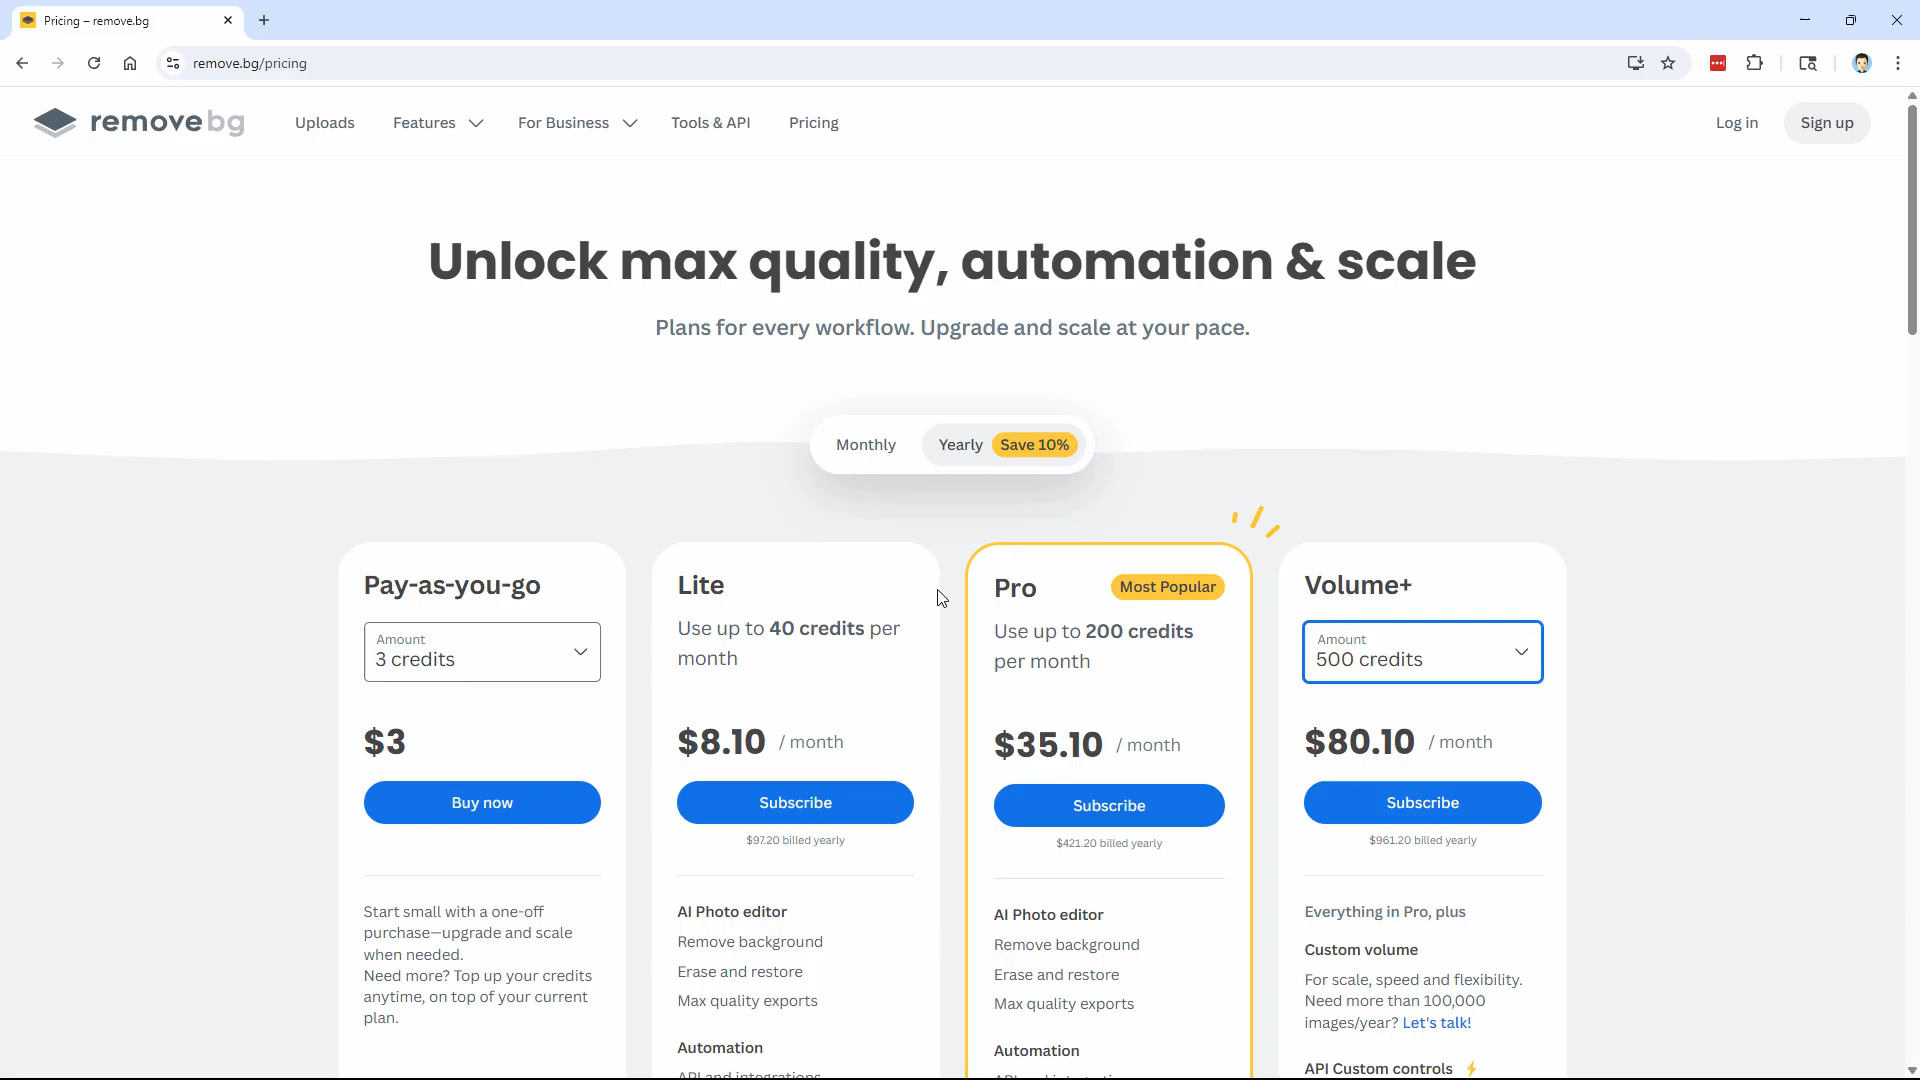 Pricing – remove.bg
remove.bg/pricing
removebg
Uploads
Features
For Business
Tools & API
Pricing
Log in
Sign up
Unlock max quality, automation & scale
Plans for every workflow. Upgrade and scale at your pace.
Monthly
Yearly Save 10%
Pay-as-you-go
Amount
3 credits
$3
Buy now
Start small with a one-off
purchase—upgrade and scale
when needed.
Need more? Top up your credits
anytime, on top of your current
plan.
Lite
Use up to 40 credits per
month
$8.10 / month
Subscribe
$97.20 billed yearly
AI Photo editor
Remove background
Erase and restore
Max quality exports
Automation
API and integrations
Pro
Most Popular
Use up to 200 credits
per month
$35.10 / month
Subscribe
$421.20 billed yearly
AI Photo editor
Remove background
Erase and restore
Max quality exports
Automation
Volume+
Amount
500 credits
$80.10 / month
Subscribe
$961.20 billed yearly
Everything in Pro, plus
Custom volume
For scale, speed and flexibility.
Need more than 100,000
images/year? Let's talk!
API Custom controls